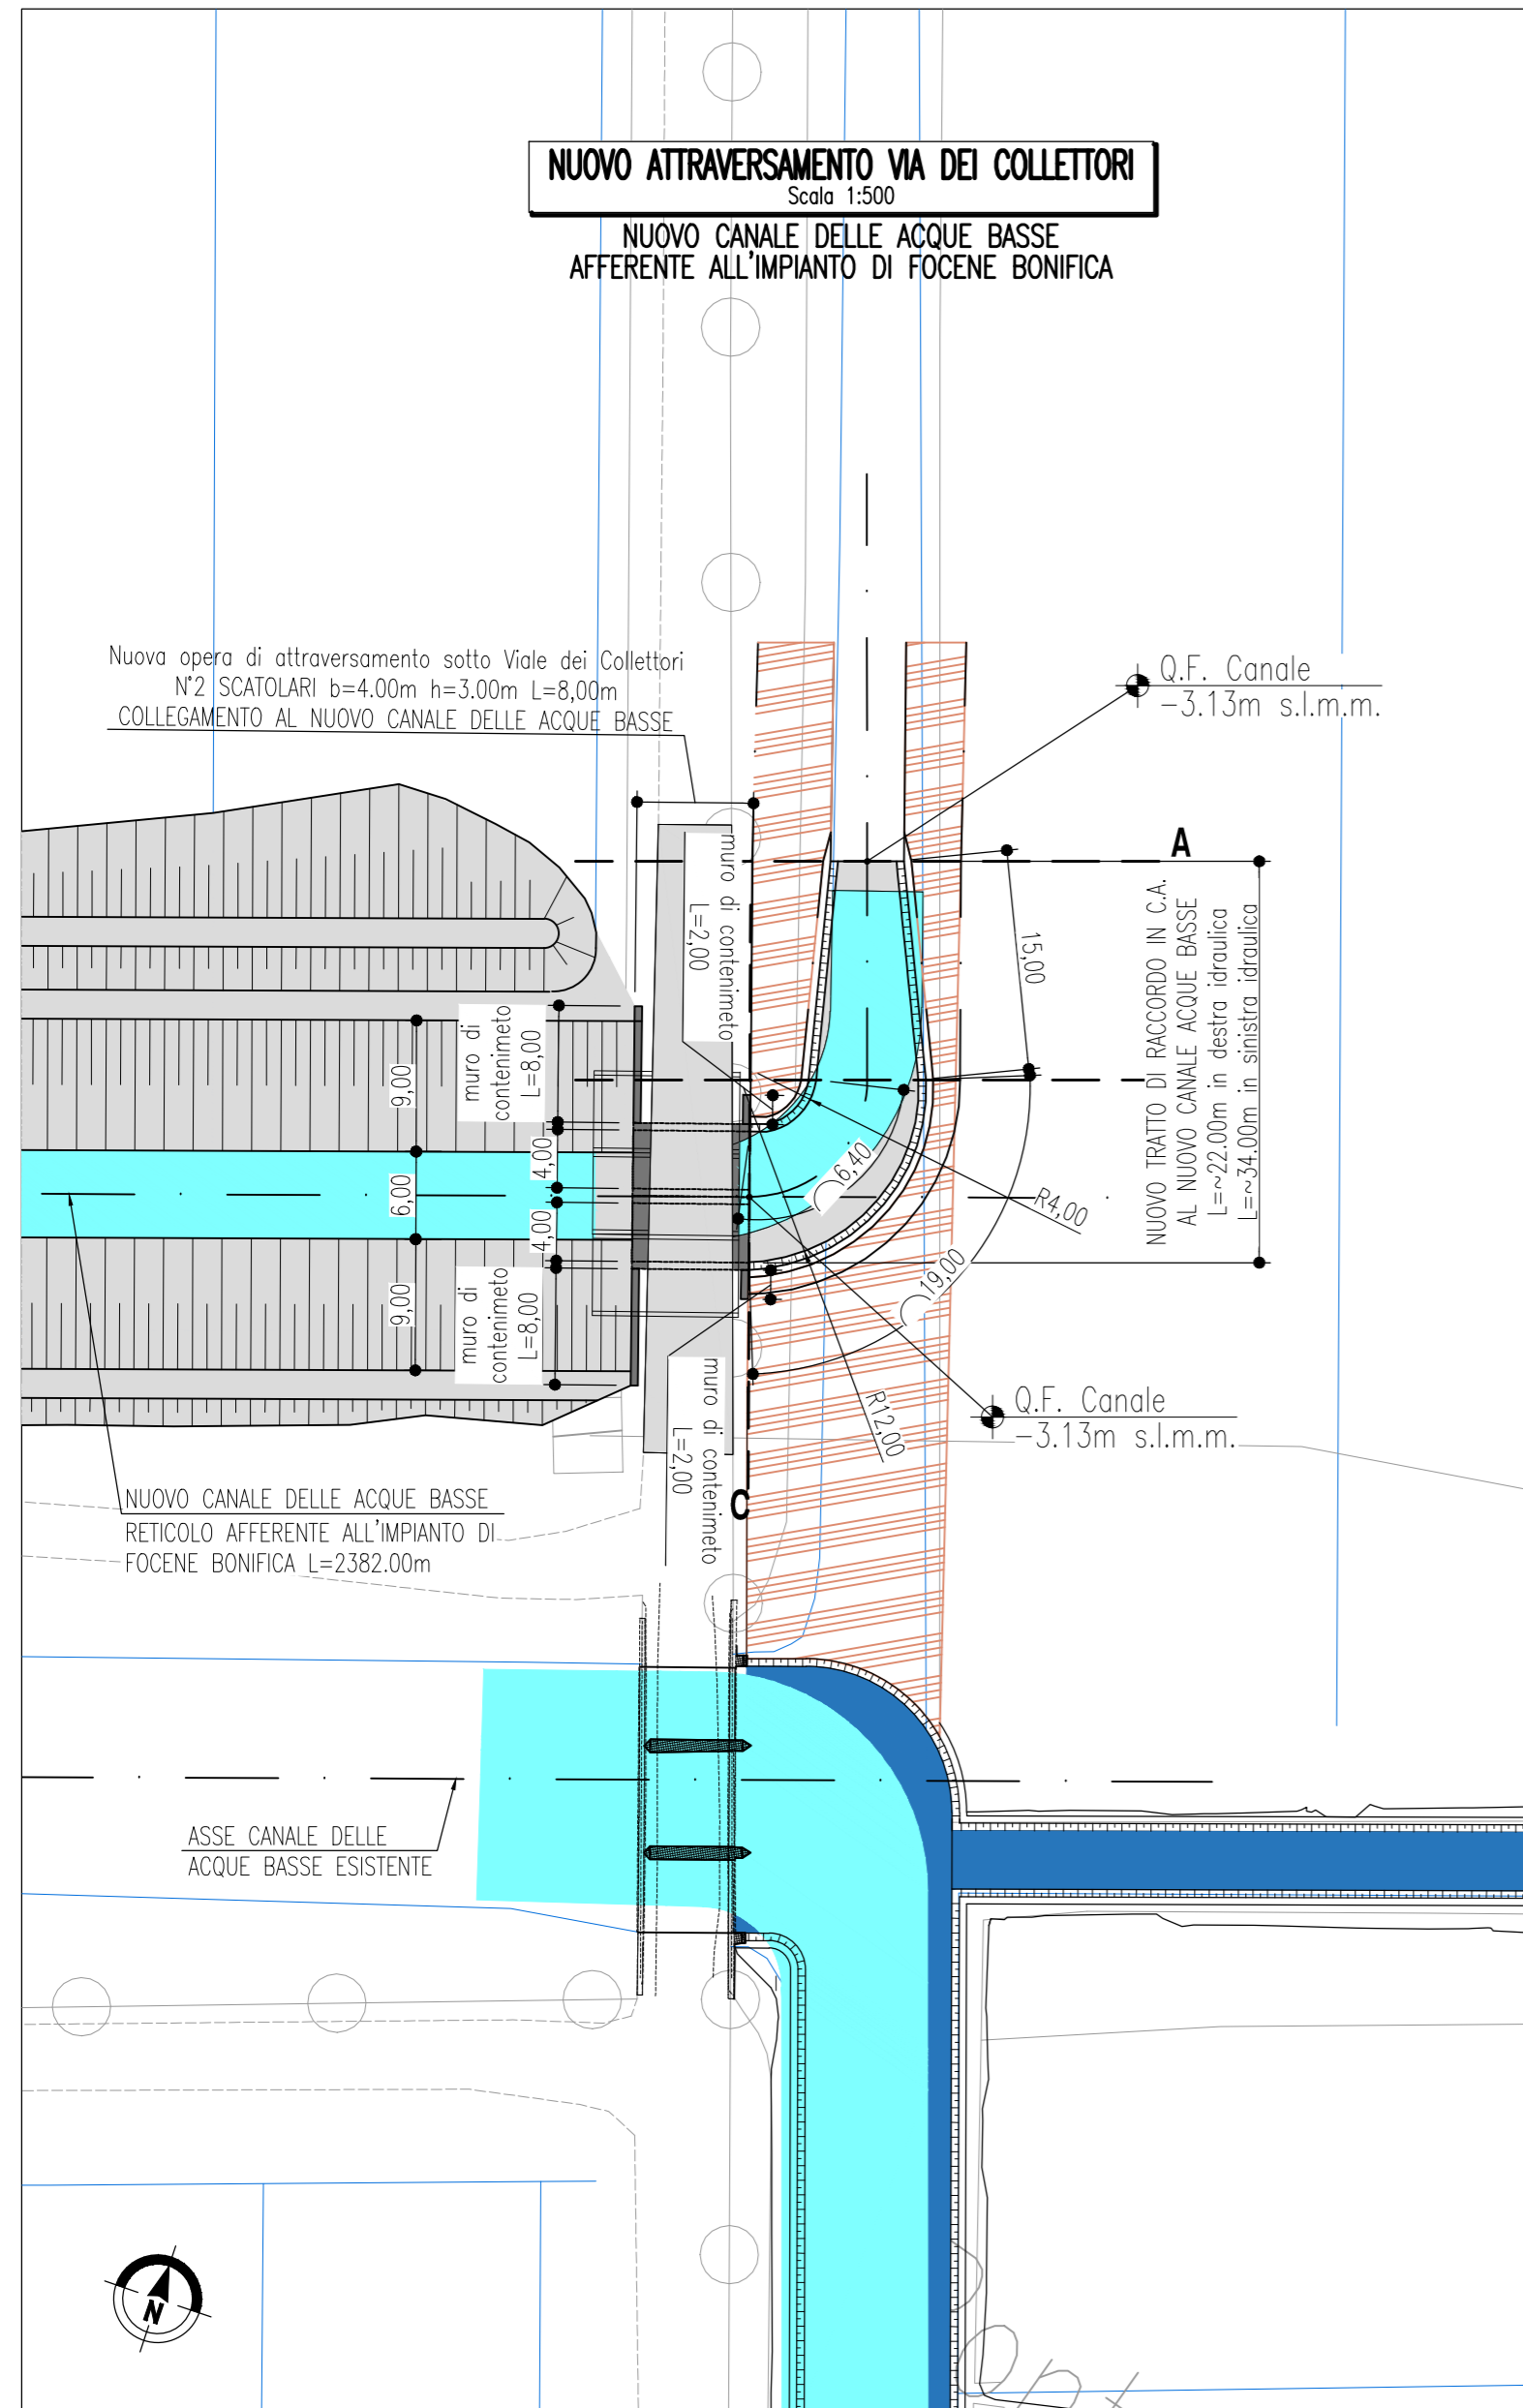 NUOVO ATTRAVERSAMENTO VIA DEI COLLETTORI
Scala 1:500
NUOVO CANALE DELLE ACQUE BASSE
AFFERENTE ALL'IMPIANTO DI FOCENE BONIFICA
Nuova opera di attraversamento sotto Viale dei Collettori
N°2 SCATOLARI b=4.00m h=3.00m L=8,00m
COLLEGAMENTO AL NUOVO CANALE DELLE ACQUE BASSE
Q.F. Canale
-3.13m s.l.m.m.
A
muro di contenimeto
L=2,00
15,00
NUOVO TRATTO DI RACCORDO IN C.A.
AL NUOVO CANALE ACQUE BASSE
L=~22.00m in destra idraulica
L=~34.00m in sinistra idraulica
muro di
contenimeto
L=8,00
9,00
4,00
6,00
4,00
9,00
muro di
contenimeto
L=8,00
6,40
R4,00
19,00
R12,00
muro di contenimeto
L=2,00
C
Q.F. Canale
-3.13m s.l.m.m.
NUOVO CANALE DELLE ACQUE BASSE
RETICOLO AFFERENTE ALL'IMPIANTO DI
FOCENE BONIFICA L=2382.00m
ASSE CANALE DELLE
ACQUE BASSE ESISTENTE
N